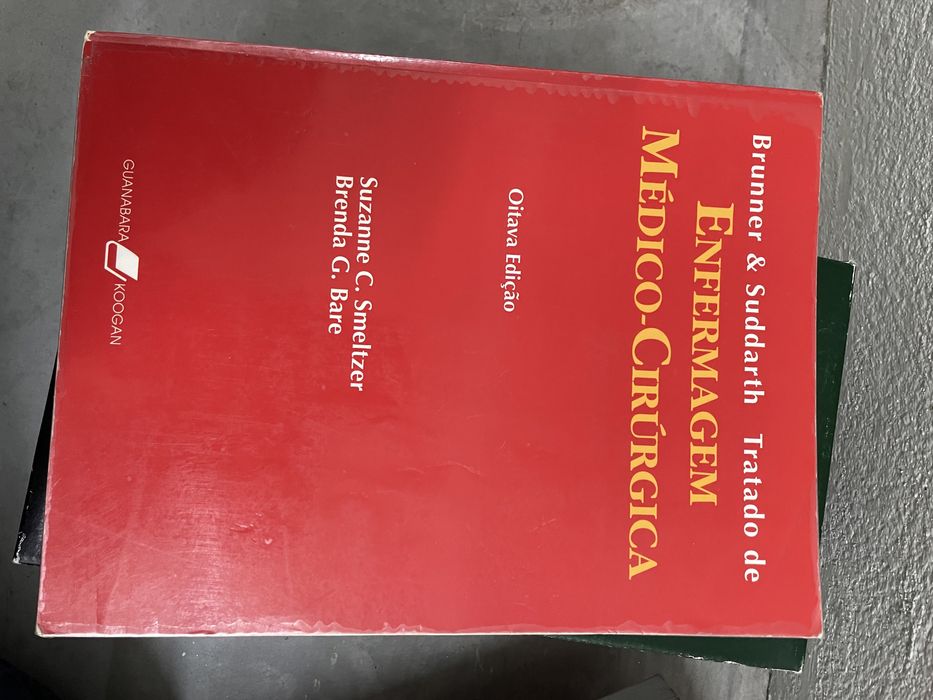 Brunner & Suddarth Tratado de
ENFERMAGEM
MÉDICO-CIRÚRGICA
Oitava Edição
Suzanne C. Smeltzer
Brenda G. Bare
GUANABARA KOOGAN